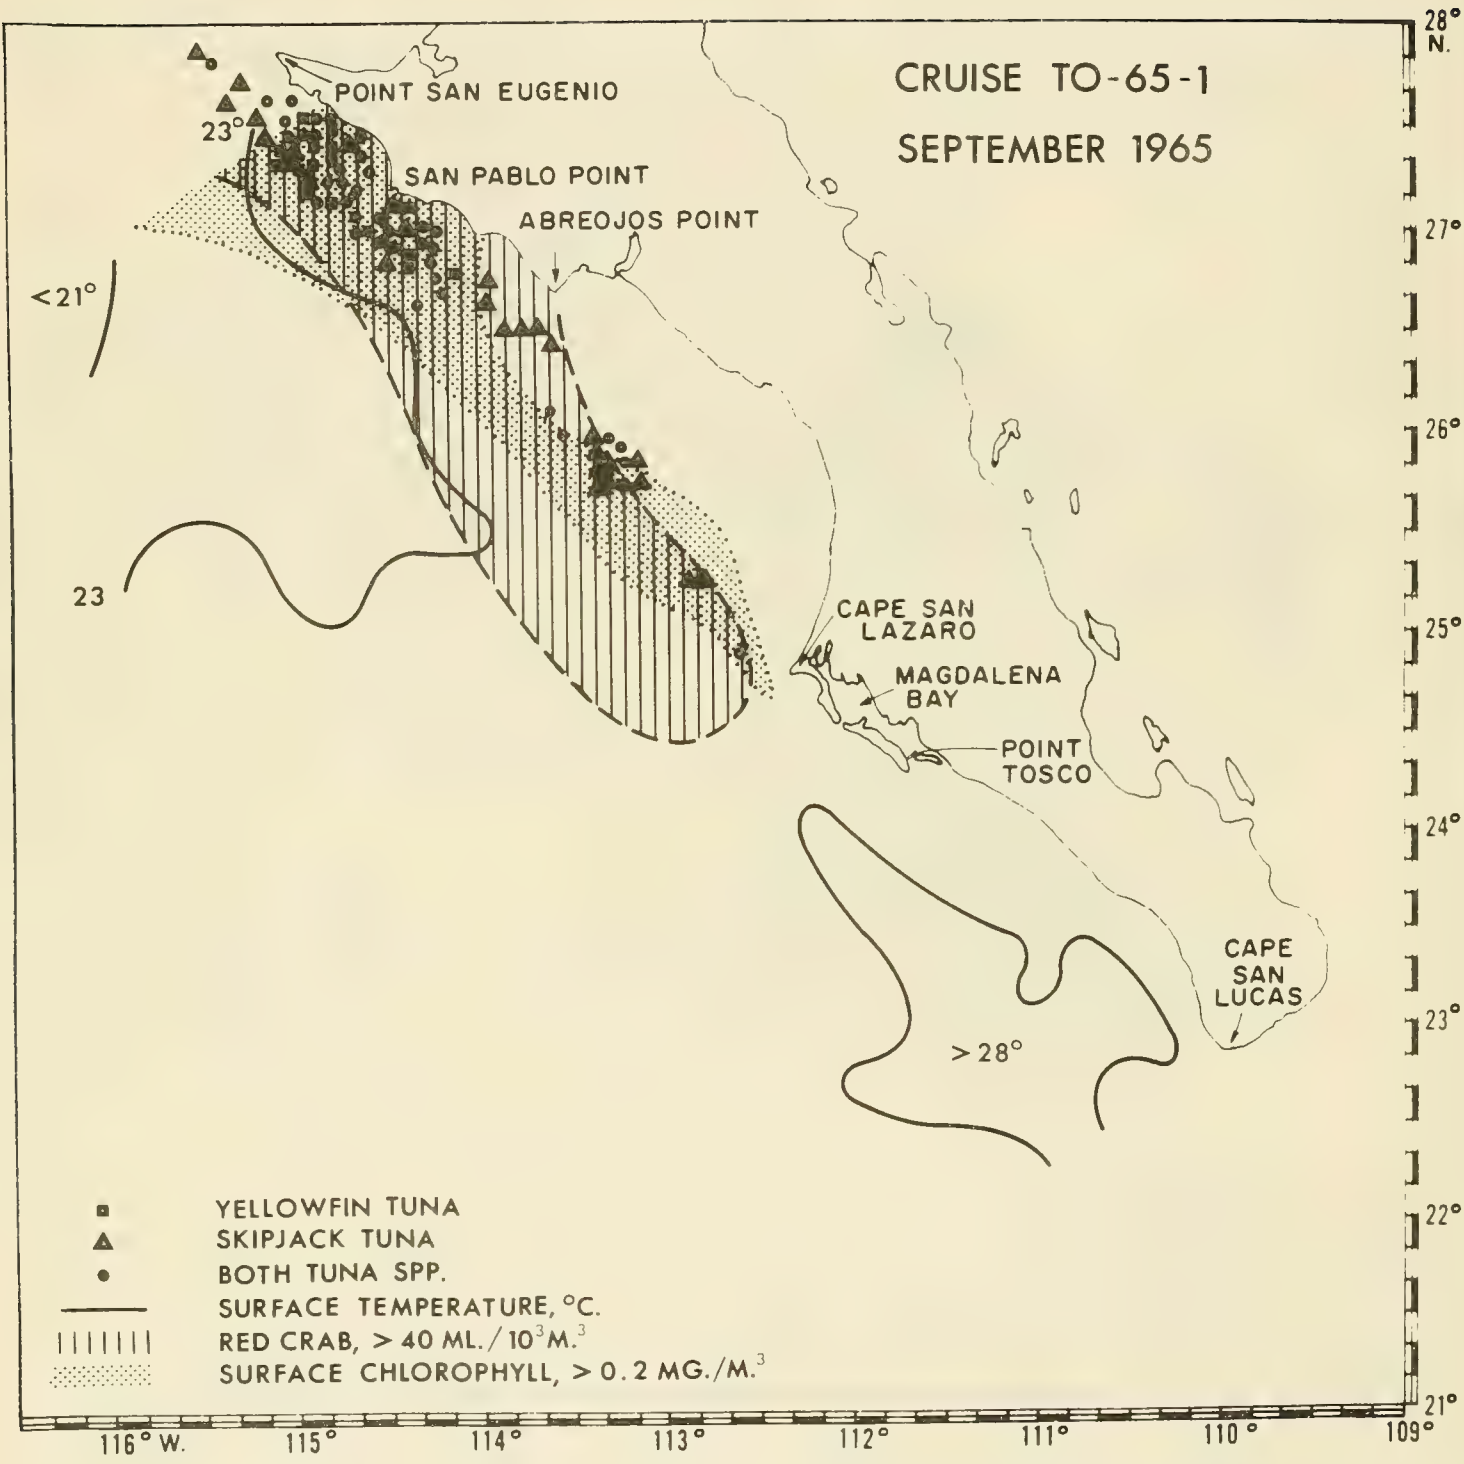 28°
N.
CRUISE TO-65-1
SEPTEMBER 1965
POINT SAN EUGENIO
23°
SAN PABLO POINT
ABREOJOS POINT
27°
<21°
26°
23
CAPE SAN
LAZARO
25°
MAGDALENA
BAY
POINT
TOSCO
24°
CAPE
SAN
LUCAS
23°
>28°
YELLOWFIN TUNA
22°
SKIPJACK TUNA
BOTH TUNA SPP.
SURFACE TEMPERATURE, °C.
RED CRAB, > 40 ML./10³M.³
SURFACE CHLOROPHYLL, > 0.2 MG./M.³
21°
116° W. 115° 114° 113° 112° 111° 110° 109°